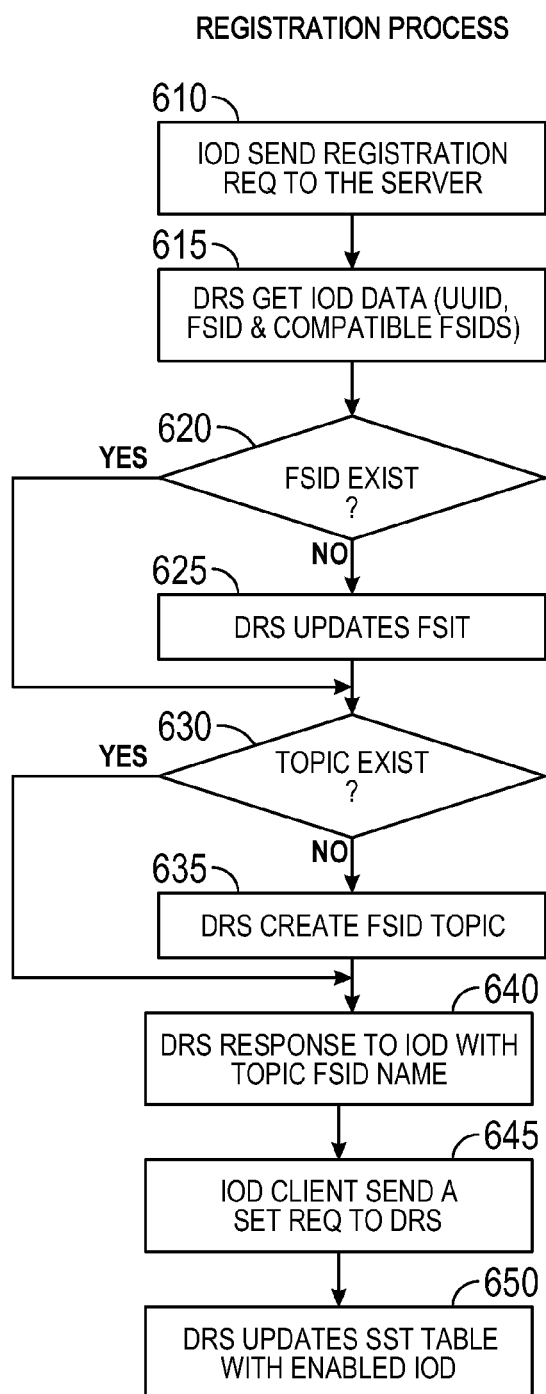 REGISTRATION PROCESS
610
IOD SEND REGISTRATION
REQ TO THE SERVER
615
DRS GET IOD DATA (UUID,
FSID & COMPATIBLE FSIDS)
620
YES
FSID EXIST
?
NO
625
DRS UPDATES FSIT
630
YES
TOPIC EXIST
?
NO
635
DRS CREATE FSID TOPIC
640
DRS RESPONSE TO IOD WITH
TOPIC FSID NAME
645
IOD CLIENT SEND A
SET REQ TO DRS
650
DRS UPDATES SST TABLE
WITH ENABLED IOD